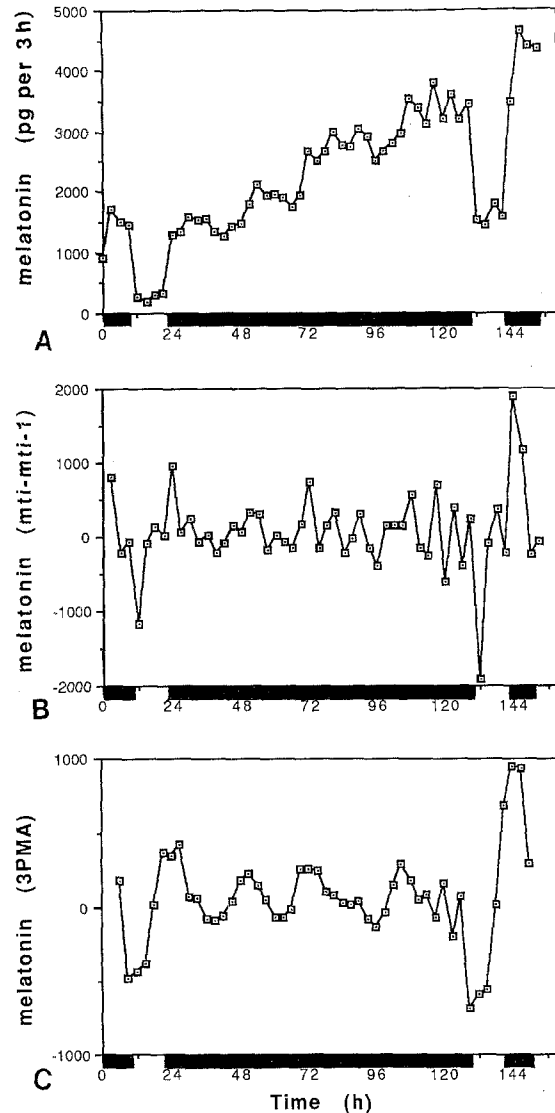 5000
4000
3000
2000
1000
0
melatonin (pg per 3h)
0 24 48 72 96 120 144
A
2000
1000
0
-1000
-2000
melatonin (mti-mti-1)
0 24 48 72 96 120 144
B
1000
0
-1000
melatonin (3PMA)
0 24 48 72 96 120 144
C
Time (h)